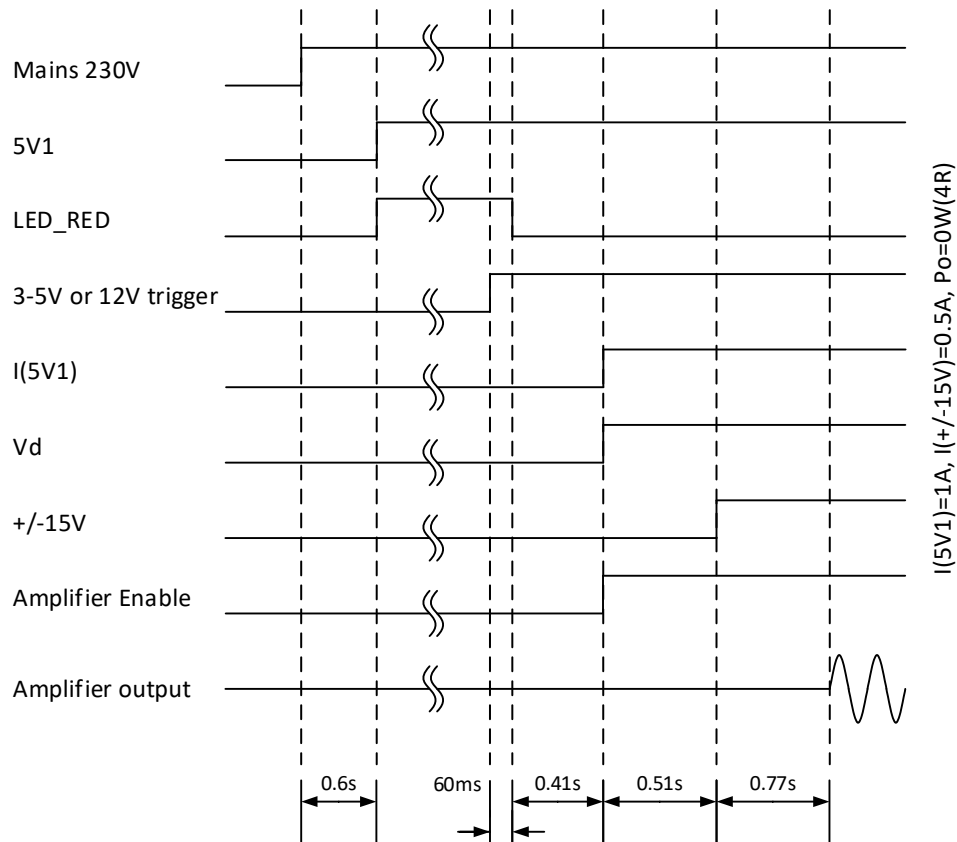 Mains 230V
5V1
LED_RED
3-5V or 12V trigger
I(5V1)
Vd
+/-15V
Amplifier Enable
Amplifier output
I(5V1)=1A, I(+/-15V)=0.5A, Po=0W(4R)
0.6s
60ms
0.41s
0.51s
0.77s